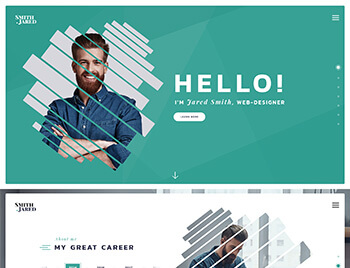 SMITH
JARED
HELLO!
I'M Jared Smith, WEB-DESIGNER
LEARN MORE
SMITH
JARED
About me
MY GREAT CAREER